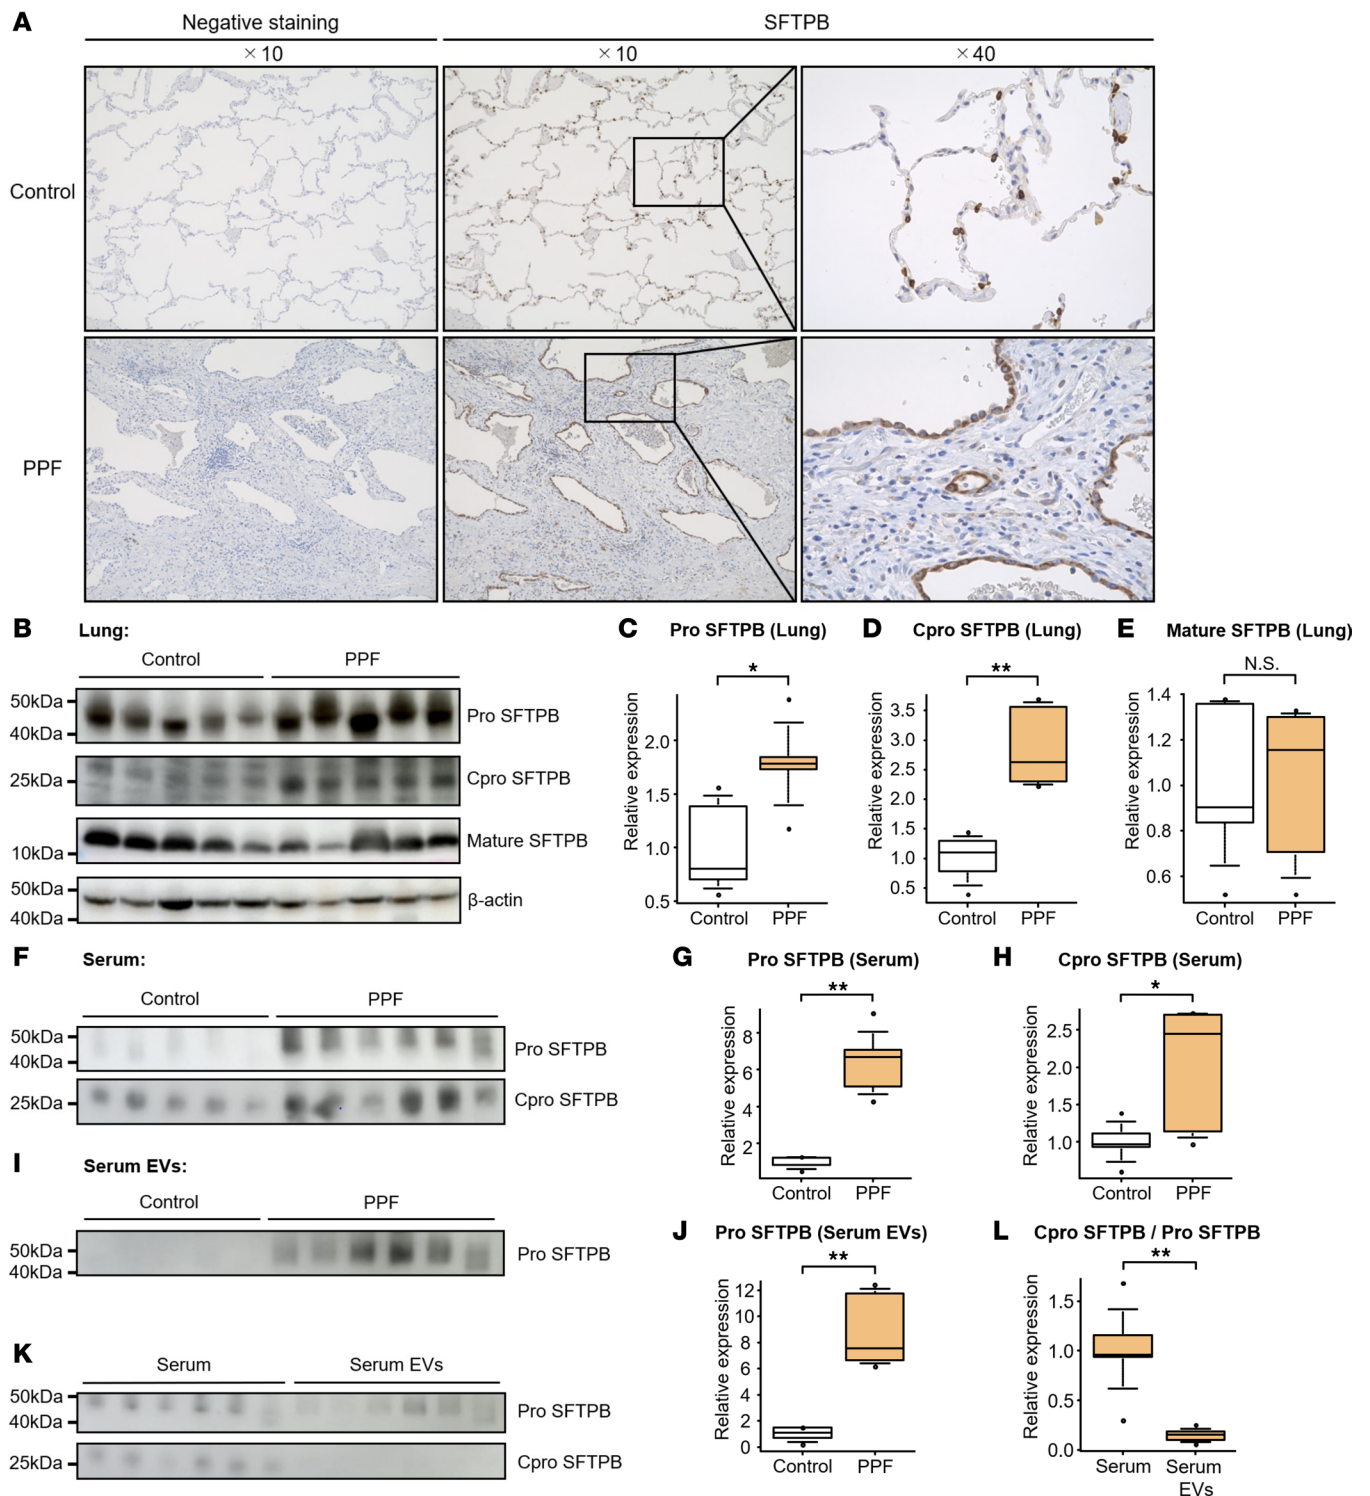 A
Negative staining
SFTPB
×10
×10
×40
Control
PPF
B
Lung:
Control
PPF
50kDa
40kDa
Pro SFTPB
25kDa
Cpro SFTPB
10kDa
Mature SFTPB
50kDa
40kDa
β-actin
C
Pro SFTPB (Lung)
*
Relative expression
2.0
1.5
1.0
0.5
Control
PPF
D
Cpro SFTPB (Lung)
**
Relative expression
3.5
3.0
2.5
2.0
1.5
1.0
0.5
Control
PPF
E
Mature SFTPB (Lung)
N.S.
Relative expression
1.4
1.2
1.0
0.8
0.6
Control
PPF
F
Serum:
Control
PPF
50kDa
40kDa
Pro SFTPB
25kDa
Cpro SFTPB
G
Pro SFTPB (Serum)
**
Relative expression
8
6
4
2
Control
PPF
H
Cpro SFTPB (Serum)
*
Relative expression
2.5
2.0
1.5
1.0
Control
PPF
I
Serum EVs:
Control
PPF
50kDa
40kDa
Pro SFTPB
J
Pro SFTPB (Serum EVs)
**
Relative expression
12
10
8
6
4
2
0
Control
PPF
K
Serum
Serum EVs
50kDa
40kDa
Pro SFTPB
25kDa
Cpro SFTPB
L
Cpro SFTPB / Pro SFTPB
**
Relative expression
1.5
1.0
0.5
0.0
Serum
Serum
EVs